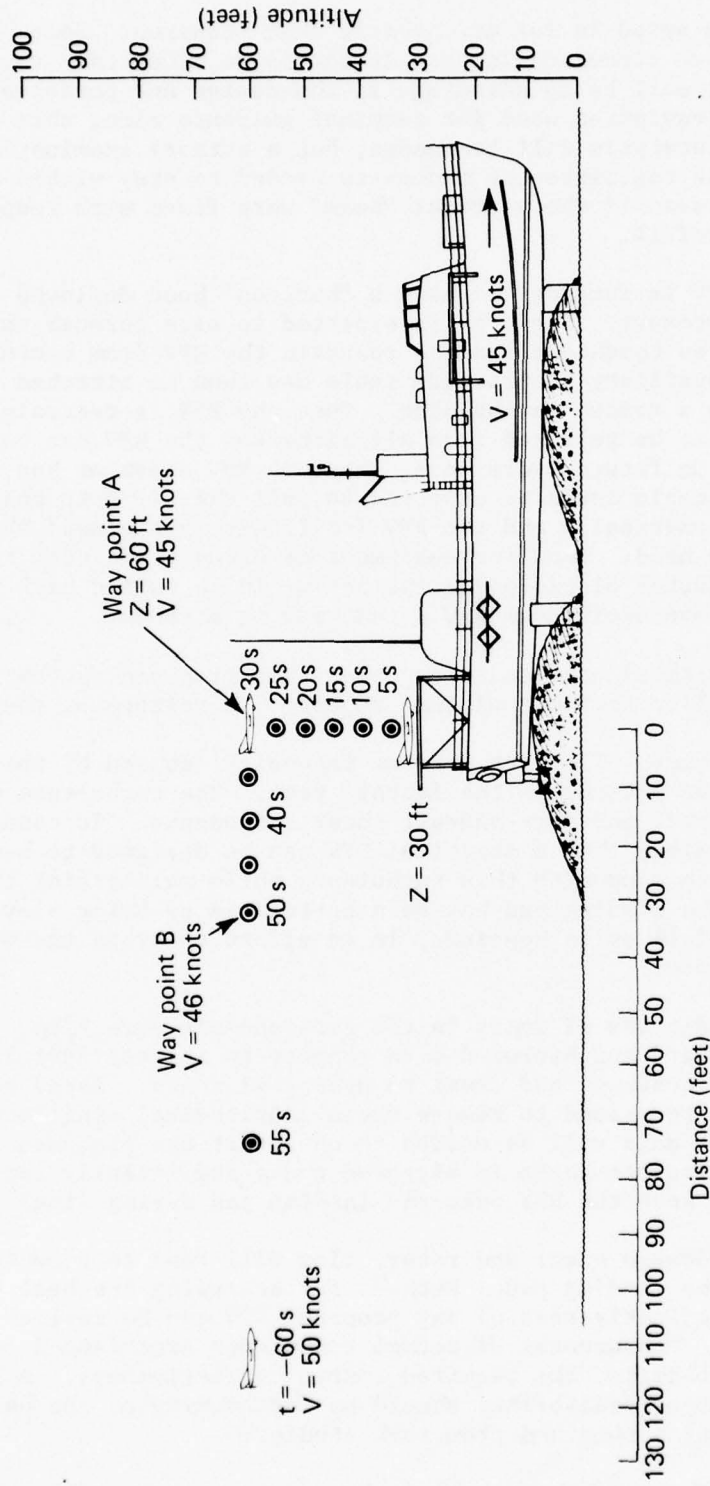 Altitude (feet)
100
90
80
70
60
50
40
30
20
10
0
Way point A
Z = 60 ft
V = 45 knots
30s
25s
20s
15s
10s
5s
40s
50s
Way point B
V = 46 knots
55 s
t = −60 s
V = 50 knots
Z = 30 ft
V = 45 knots
130 120 110 100 90 80 70 60 50 40 30 20 10 0
Distance (feet)